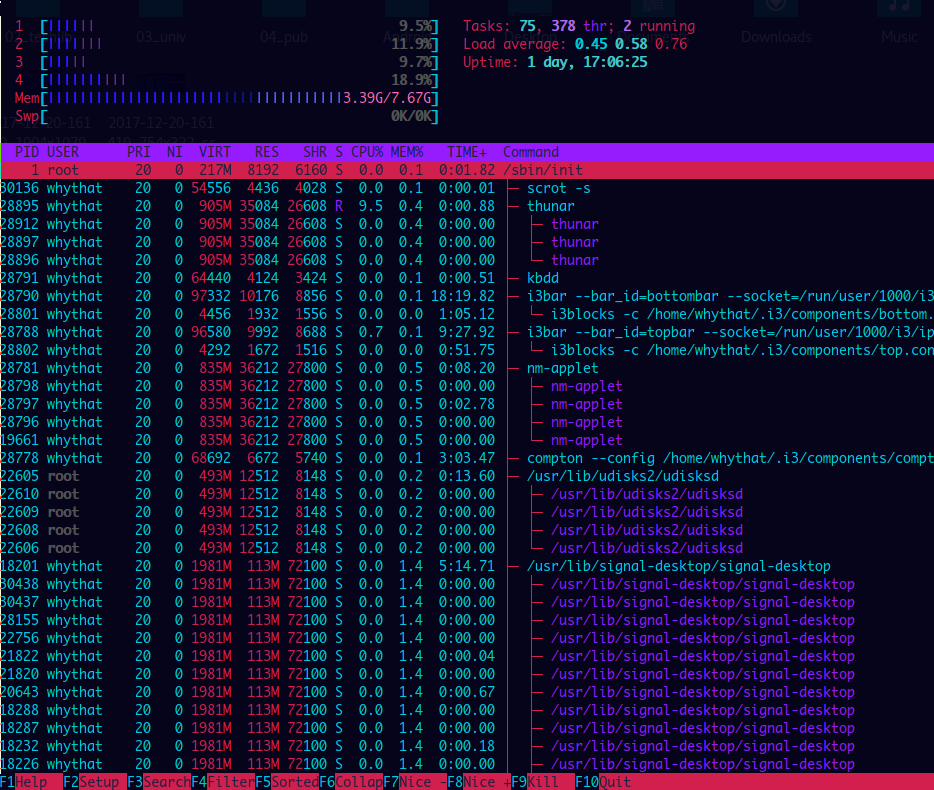 1 [|||||| 9.5%] Tasks: 75, 378 thr; 2 running
2 [||||||| 11.9%] Load average: 0.45 0.58 0.76
3 [||||| 9.7%] Uptime: 1 day, 17:06:25
4 [|||||||||| 18.9%]
Mem[|||||||||||||||||||||||||||||||||||||3.39G/7.67G]
Swp[ 0K/0K]
03_univ 04_pub Downloads Music
17-12-20-161 2017-12-20-161
PID USER PRI NI VIRT RES SHR S CPU% MEM% TIME+ Command
1 root 20 0 217M 8192 6160 S 0.0 0.1 0:01.82 /sbin/init
30136 whythat 20 0 54556 4436 4028 S 0.0 0.1 0:00.01 ├─ scrot -s
28895 whythat 20 0 905M 35084 26608 R 9.5 0.4 0:00.88 ├─ thunar
28912 whythat 20 0 905M 35084 26608 S 0.0 0.4 0:00.00 │ ├─ thunar
28897 whythat 20 0 905M 35084 26608 S 0.0 0.4 0:00.00 │ ├─ thunar
28896 whythat 20 0 905M 35084 26608 S 0.0 0.4 0:00.00 │ └─ thunar
28791 whythat 20 0 64440 4124 3424 S 0.0 0.1 0:00.51 ├─ kbdd
28790 whythat 20 0 97332 10176 8856 S 0.0 0.1 18:19.82 ├─ i3bar --bar_id=bottombar --socket=/run/user/1000/i3
28801 whythat 20 0 4456 1932 1556 S 0.0 0.0 1:05.12 │ └─ i3blocks -c /home/whythat/.i3/components/bottom.
28788 whythat 20 0 96580 9992 8688 S 0.7 0.1 9:27.92 ├─ i3bar --bar_id=topbar --socket=/run/user/1000/i3/ip
28802 whythat 20 0 4292 1672 1516 S 0.0 0.0 0:51.75 │ └─ i3blocks -c /home/whythat/.i3/components/top.con
28781 whythat 20 0 835M 36212 27800 S 0.0 0.5 0:08.20 ├─ nm-applet
28798 whythat 20 0 835M 36212 27800 S 0.0 0.5 0:00.00 │ ├─ nm-applet
28797 whythat 20 0 835M 36212 27800 S 0.0 0.5 0:02.78 │ ├─ nm-applet
28796 whythat 20 0 835M 36212 27800 S 0.0 0.5 0:00.00 │ ├─ nm-applet
19661 whythat 20 0 835M 36212 27800 S 0.0 0.5 0:00.00 │ └─ nm-applet
28778 whythat 20 0 68692 6672 5740 S 0.0 0.1 3:03.47 ├─ compton --config /home/whythat/.i3/components/compt
22605 root 20 0 493M 12512 8148 S 0.0 0.2 0:13.60 ├─ /usr/lib/udisks2/udisksd
22610 root 20 0 493M 12512 8148 S 0.0 0.2 0:00.00 │ ├─ /usr/lib/udisks2/udisksd
22609 root 20 0 493M 12512 8148 S 0.0 0.2 0:00.00 │ ├─ /usr/lib/udisks2/udisksd
22608 root 20 0 493M 12512 8148 S 0.0 0.2 0:00.00 │ ├─ /usr/lib/udisks2/udisksd
22606 root 20 0 493M 12512 8148 S 0.0 0.2 0:00.00 │ └─ /usr/lib/udisks2/udisksd
18201 whythat 20 0 1981M 113M 72100 S 0.0 1.4 5:14.71 ├─ /usr/lib/signal-desktop/signal-desktop
30438 whythat 20 0 1981M 113M 72100 S 0.0 1.4 0:00.00 │ ├─ /usr/lib/signal-desktop/signal-desktop
30437 whythat 20 0 1981M 113M 72100 S 0.0 1.4 0:00.00 │ ├─ /usr/lib/signal-desktop/signal-desktop
28155 whythat 20 0 1981M 113M 72100 S 0.0 1.4 0:00.00 │ ├─ /usr/lib/signal-desktop/signal-desktop
22756 whythat 20 0 1981M 113M 72100 S 0.0 1.4 0:00.00 │ ├─ /usr/lib/signal-desktop/signal-desktop
21822 whythat 20 0 1981M 113M 72100 S 0.0 1.4 0:00.04 │ ├─ /usr/lib/signal-desktop/signal-desktop
21820 whythat 20 0 1981M 113M 72100 S 0.0 1.4 0:00.00 │ ├─ /usr/lib/signal-desktop/signal-desktop
20643 whythat 20 0 1981M 113M 72100 S 0.0 1.4 0:00.67 │ ├─ /usr/lib/signal-desktop/signal-desktop
18288 whythat 20 0 1981M 113M 72100 S 0.0 1.4 0:00.00 │ ├─ /usr/lib/signal-desktop/signal-desktop
18287 whythat 20 0 1981M 113M 72100 S 0.0 1.4 0:00.00 │ ├─ /usr/lib/signal-desktop/signal-desktop
18232 whythat 20 0 1981M 113M 72100 S 0.0 1.4 0:00.18 │ ├─ /usr/lib/signal-desktop/signal-desktop
18226 whythat 20 0 1981M 113M 72100 S 0.0 1.4 0:00.00 │ ├─ /usr/lib/signal-desktop/signal-desktop
F1Help F2Setup F3SearchF4FilterF5SortedF6CollapF7Nice -F8Nice +F9Kill F10Quit